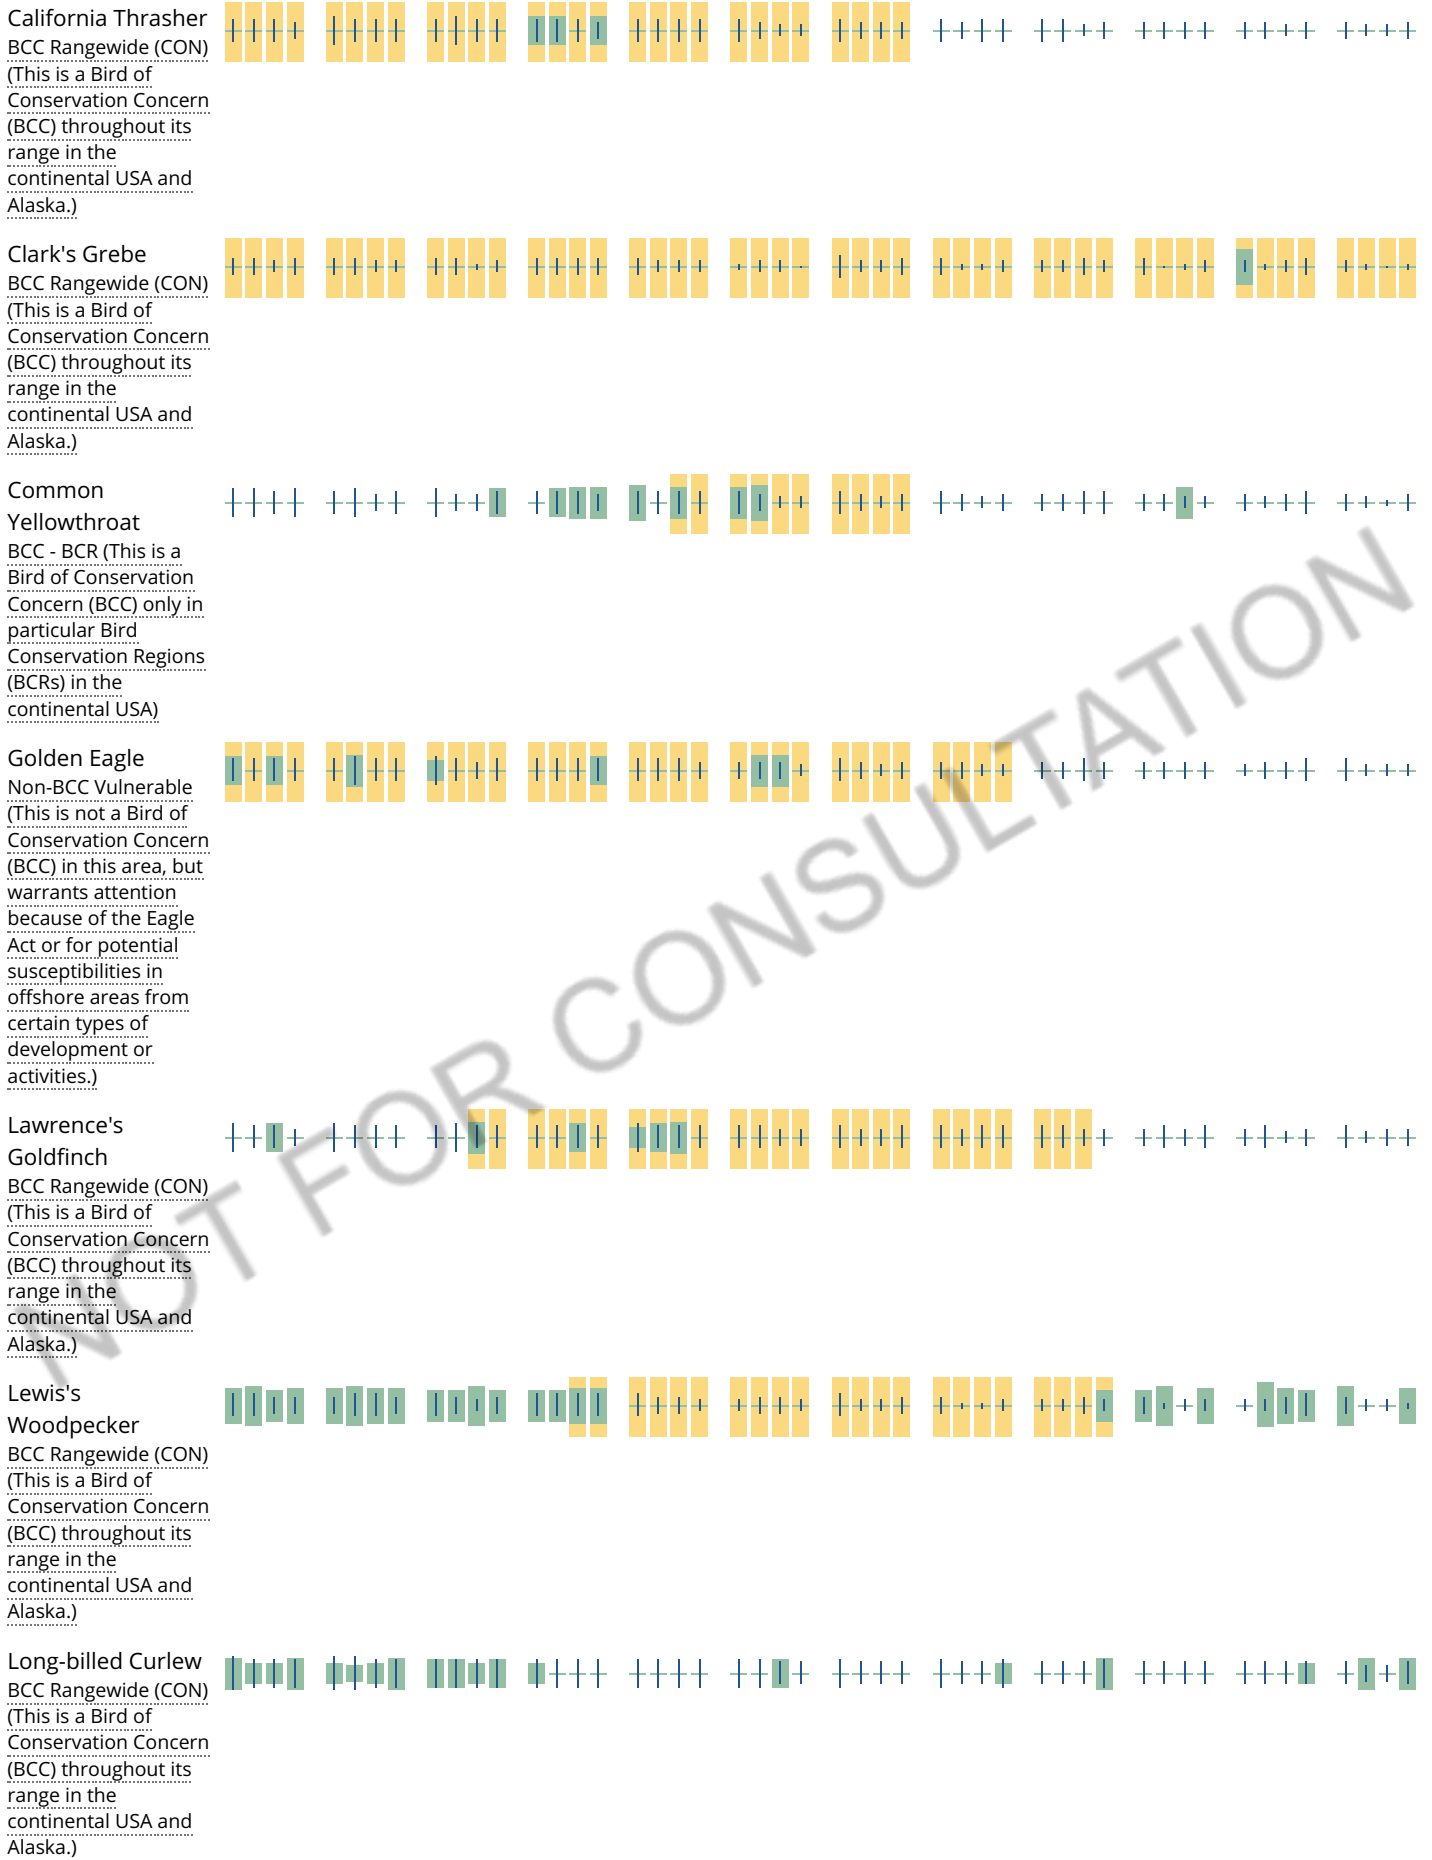 California Thrasher
BCC Rangewide (CON)
(This is a Bird of
Conservation Concern
(BCC) throughout its
range in the
continental USA and
Alaska.)
Clark's Grebe
BCC Rangewide (CON)
(This is a Bird of
Conservation Concern
(BCC) throughout its
range in the
continental USA and
Alaska.)
Common
Yellowthroat
BCC - BCR (This is a
Bird of Conservation
Concern (BCC) only in
particular Bird
Conservation Regions
(BCRs) in the
continental USA)
Golden Eagle
Non-BCC Vulnerable
(This is not a Bird of
Conservation Concern
(BCC) in this area, but
warrants attention
because of the Eagle
Act or for potential
susceptibilities in
offshore areas from
certain types of
development or
activities.)
Lawrence's
Goldfinch
BCC Rangewide (CON)
(This is a Bird of
Conservation Concern
(BCC) throughout its
range in the
continental USA and
Alaska.)
Lewis's
Woodpecker
BCC Rangewide (CON)
(This is a Bird of
Conservation Concern
(BCC) throughout its
range in the
continental USA and
Alaska.)
Long-billed Curlew
BCC Rangewide (CON)
(This is a Bird of
Conservation Concern
(BCC) throughout its
range in the
continental USA and
Alaska.)
NOT FOR CONSULTATION